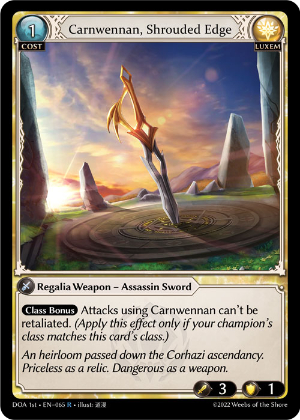 1
COST
Carnwennan, Shrouded Edge
LUXEM
Regalia Weapon – Assassin Sword
Class Bonus Attacks using Carnwennan can't be
retaliated. (Apply this effect only if your champion's
class matches this card's class.)
An heirloom passed down the Corhazi ascendancy.
Priceless as a relic. Dangerous as a weapon.
3
1
DOA 1st • EN-065 R • illust:
©2022 Weebs of the Shore